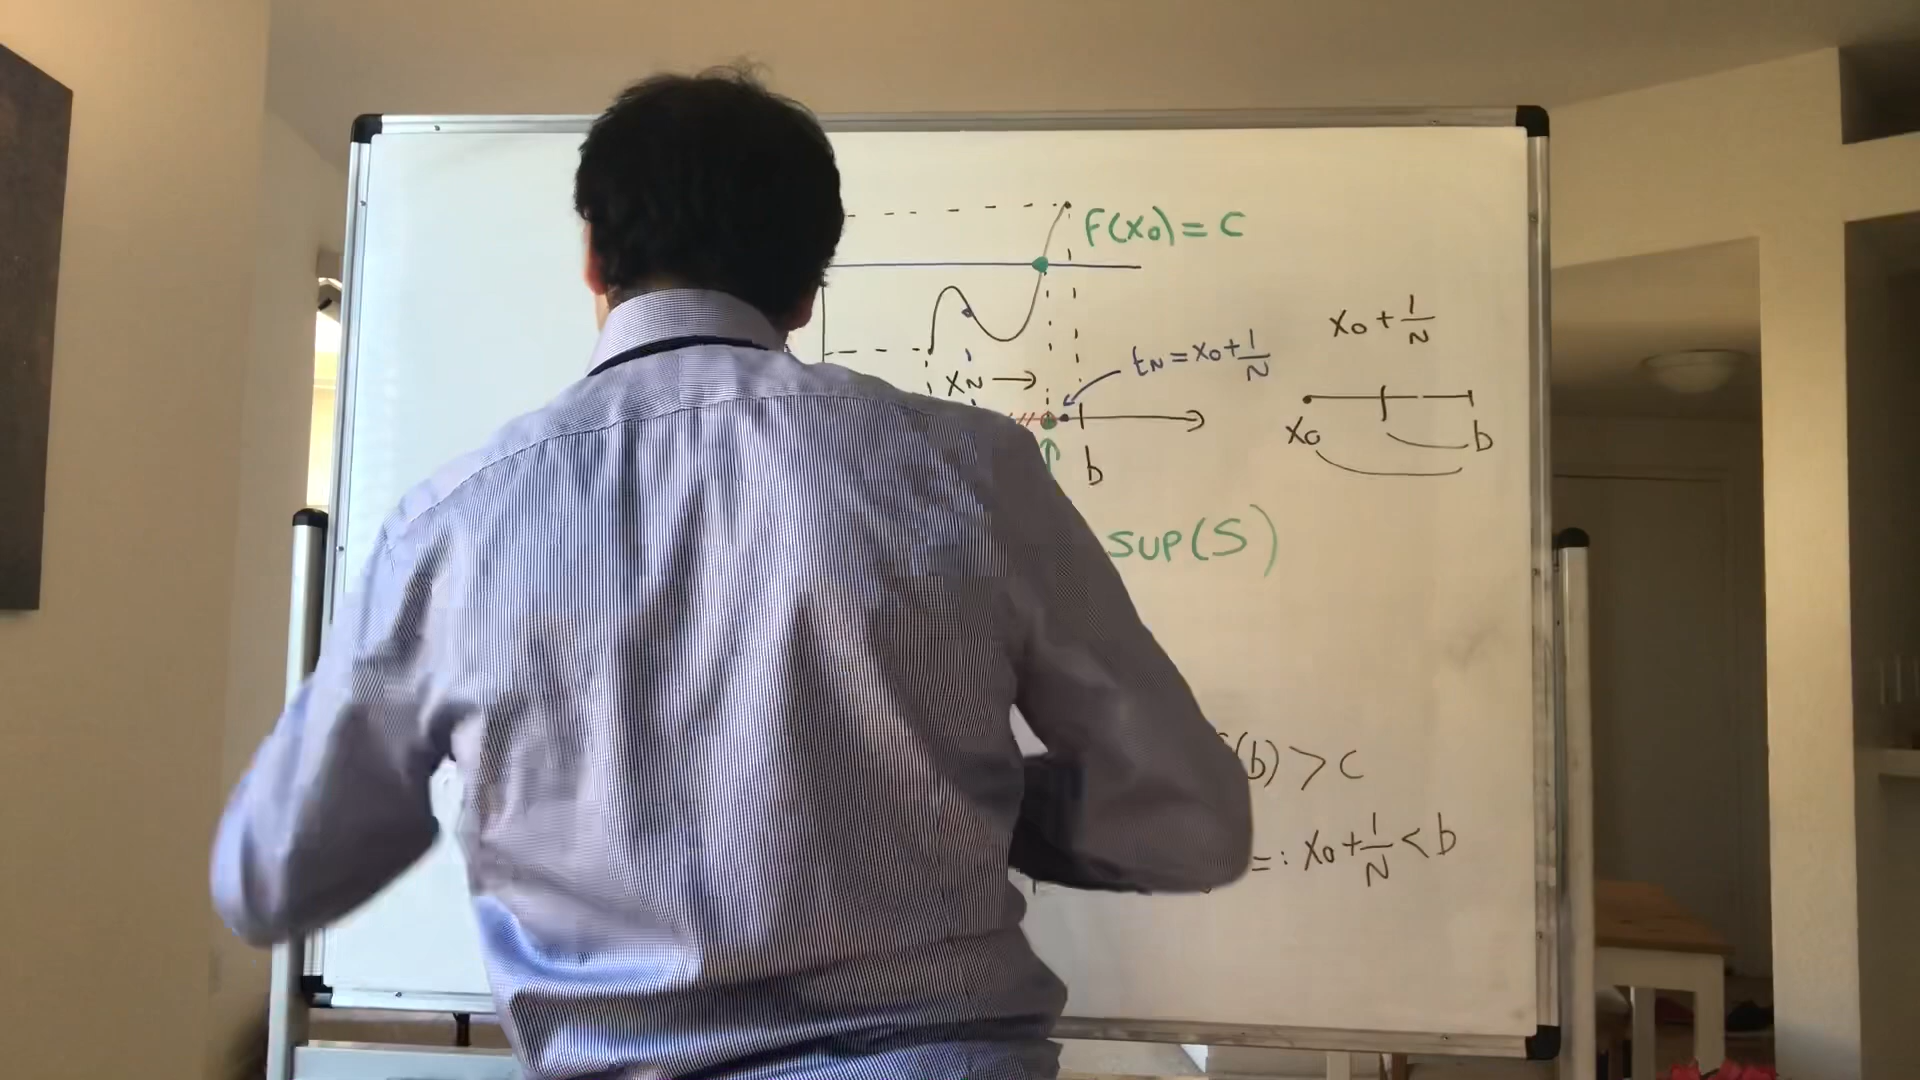 f(x₀) = c
x₀ + 1/N
t_N = x₀ + 1/N
x_N →
x₀ b
b
sup(S)
(b) > c
=: x₀ + 1/N < b